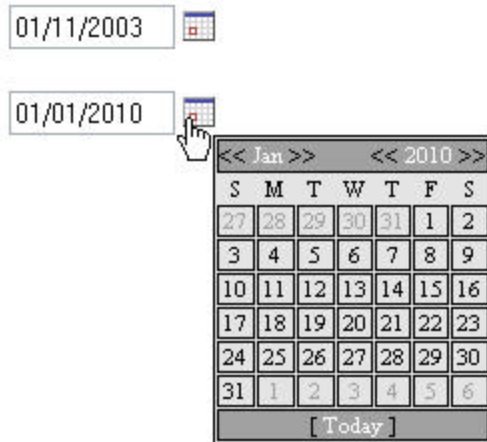 01/11/2003
01/01/2010
<< Jan >> << 2010 >>
S M T W T F S
27 28 29 30 31 1 2
3 4 5 6 7 8 9
10 11 12 13 14 15 16
17 18 19 20 21 22 23
24 25 26 27 28 29 30
31 1 2 3 4 5 6
[ Today ]